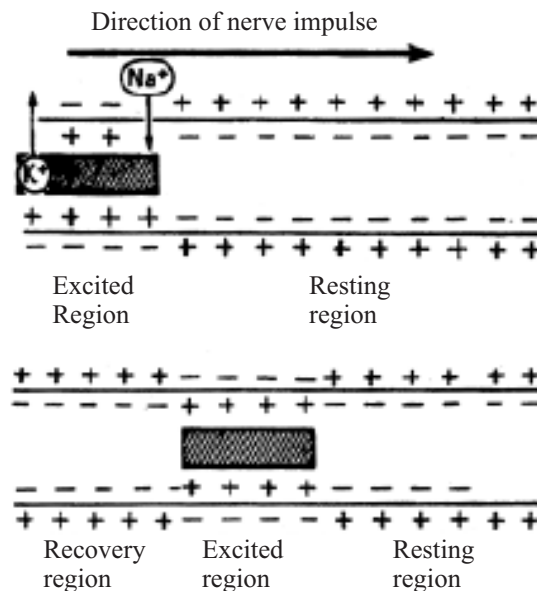 Direction of nerve impulse
Na+
− − + + + + + + + + +
+ + − − − − − − − −
K+
+ + + + − − − − − − −
− − − − + + + + + + +
Excited Resting
Region region
+ + + + + − − − − + + + + + +
− − − − − + + + + − − − − − −
− − − − − + + + + − − − − −
+ + + + + − − − − + + + + + +
Recovery Excited Resting
region region region